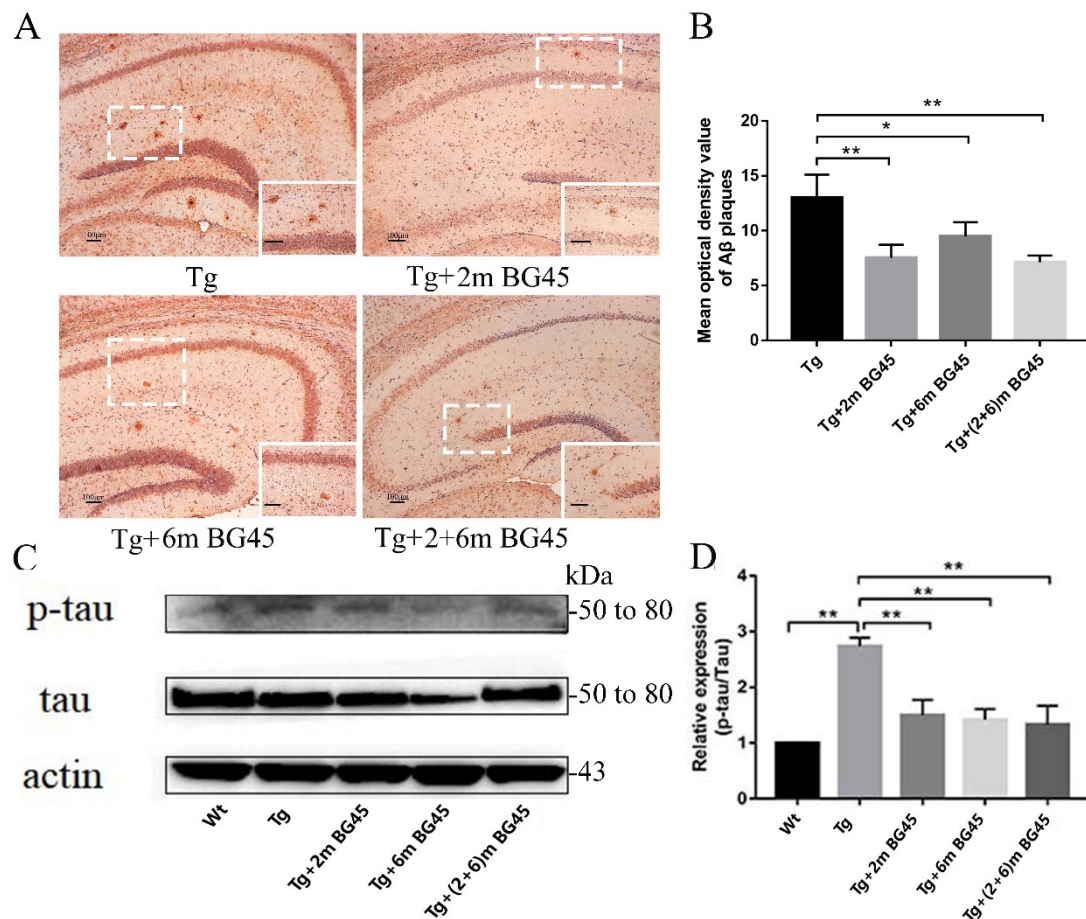 A
100μm
Tg
100μm
Tg+2m BG45
100μm
Tg+6m BG45
100μm
Tg+2+6m BG45
B
Mean optical density value
of Aβ plaques
20
15
10
5
0
**
*
**
Tg
Tg+2m BG45
Tg+6m BG45
Tg+(2+6)m BG45
C
kDa
p-tau
-50 to 80
tau
-50 to 80
actin
-43
Wt
Tg
Tg+2m BG45
Tg+6m BG45
Tg+(2+6)m BG45
D
Relative expression
(p-tau/Tau)
4
3
2
1
0
**
**
**
**
Wt
Tg
Tg+2m BG45
Tg+6m BG45
Tg+(2+6)m BG45